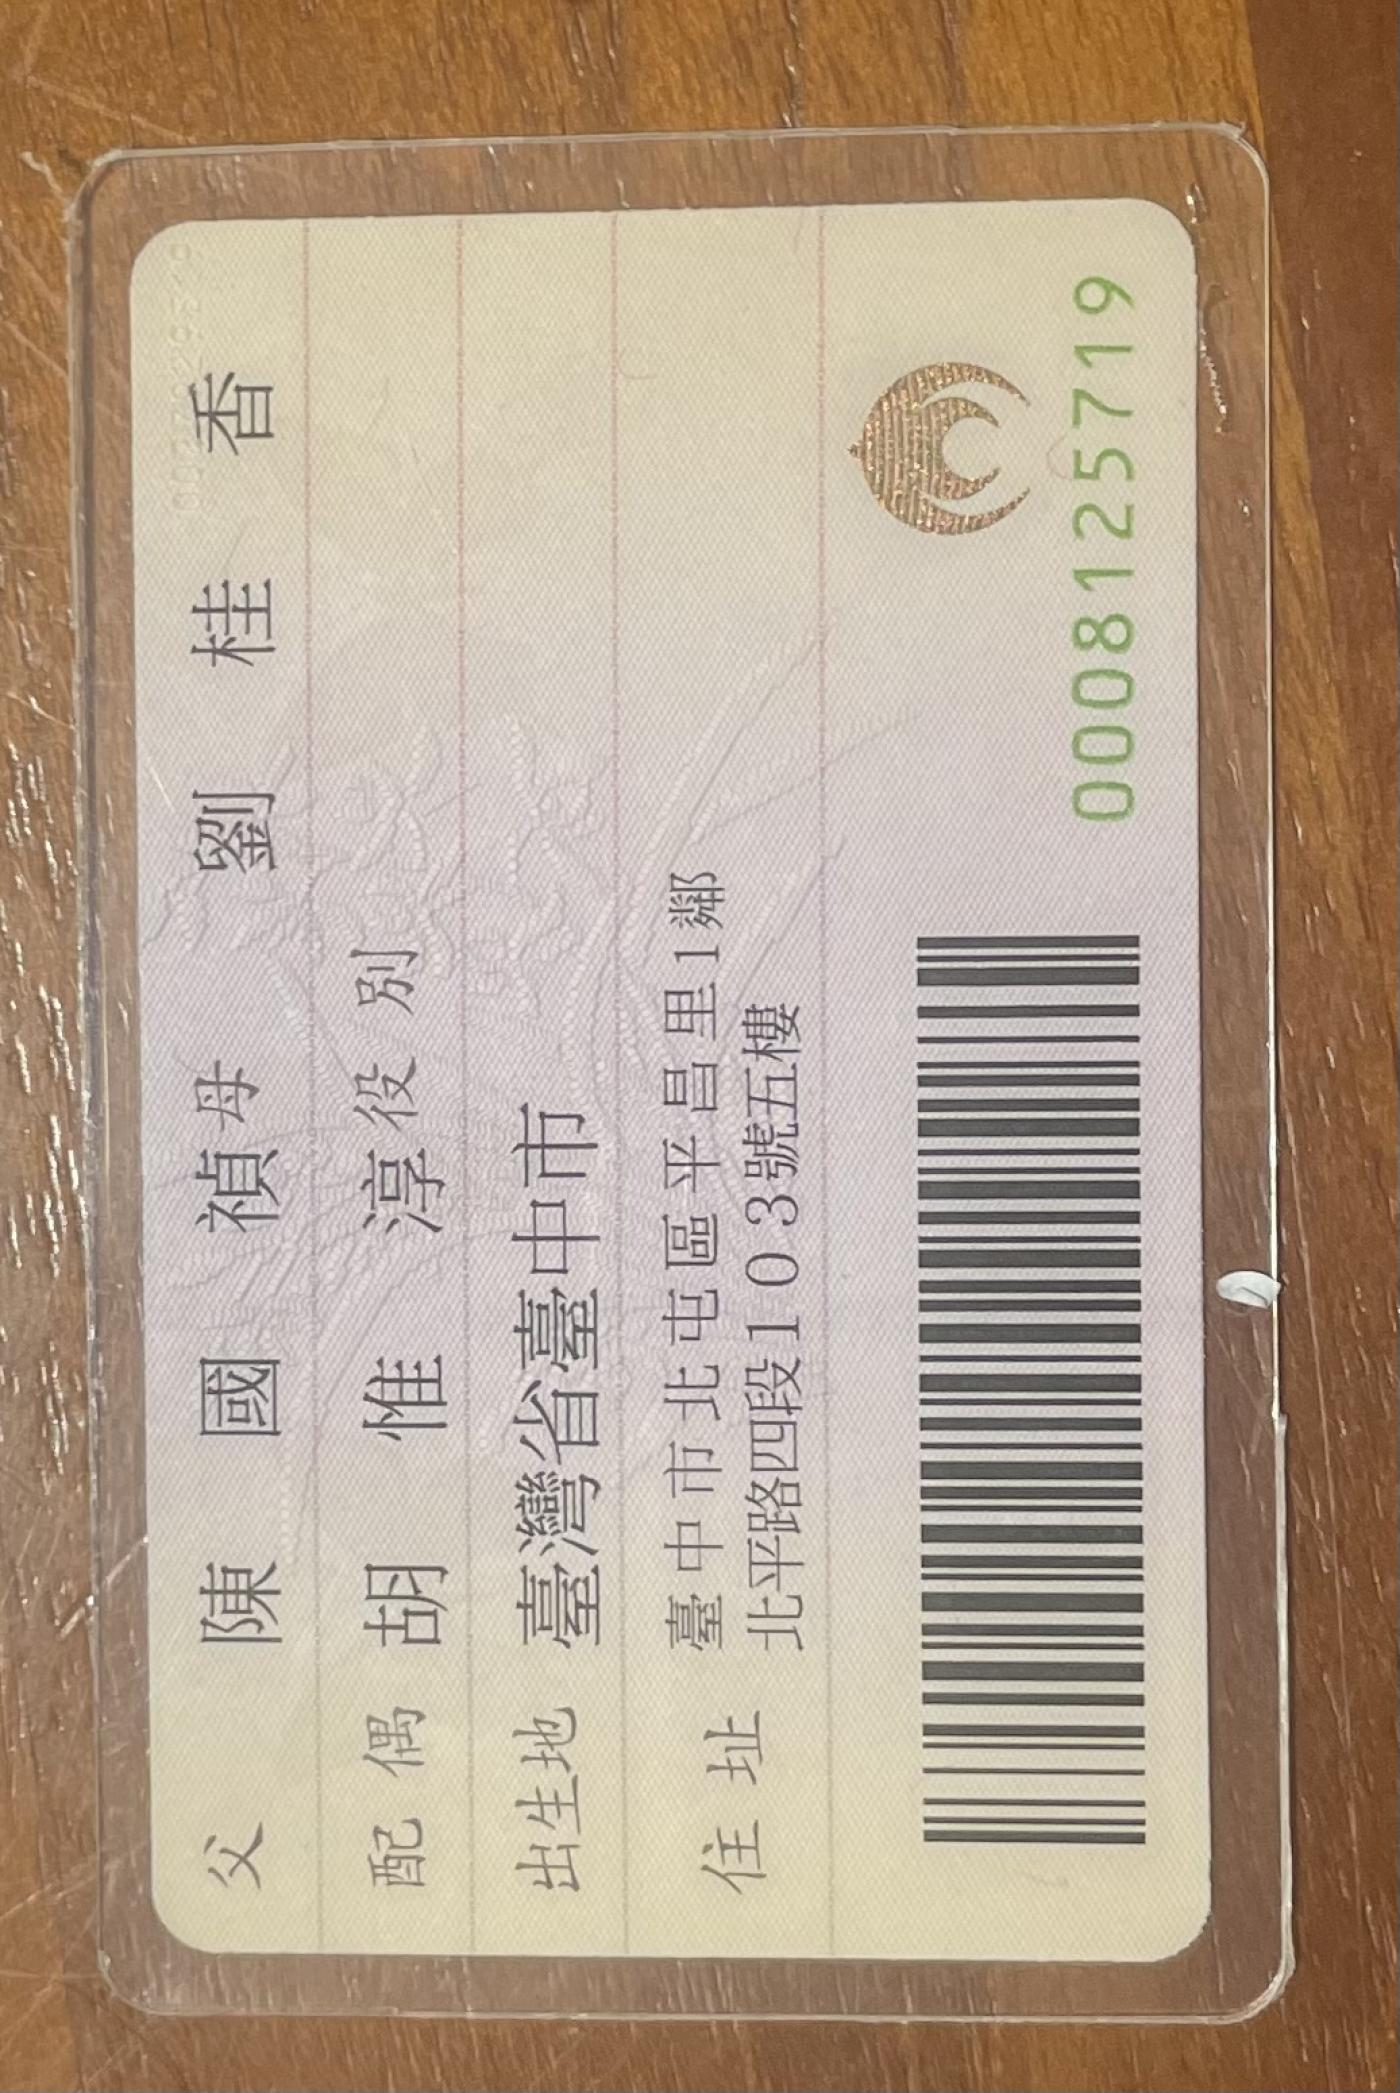 父 陳國禎 母 劉桂香
配偶 胡惟淳 役別
出生地 臺灣省臺中市
住址 臺中市北屯區平昌里1鄰
北平路四段103號五樓
0008125719